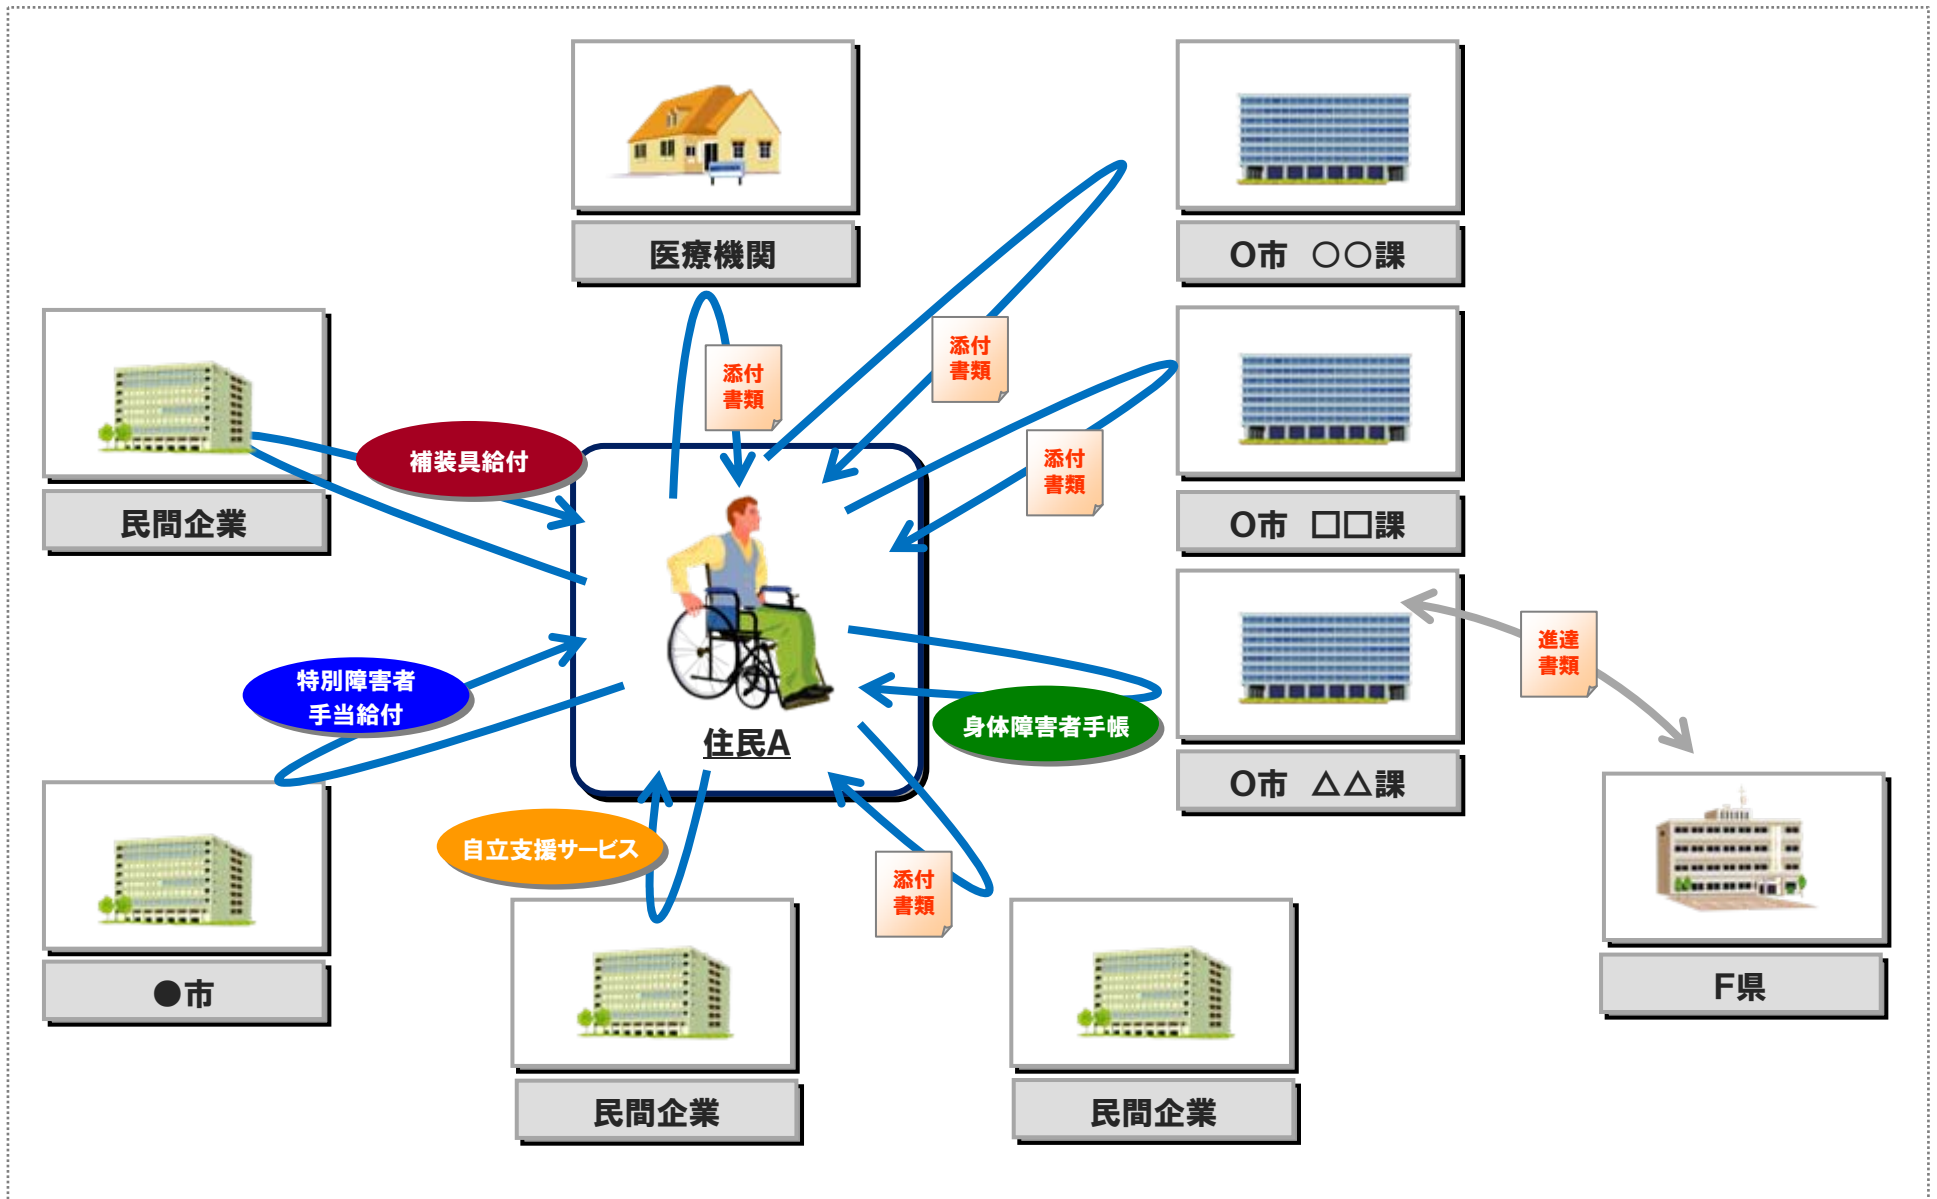 医療機関
O市 ○○課
添付
書類
添付
書類
民間企業
補装具給付
添付
書類
O市 □□課
特別障害者
手当給付
住民A
身体障害者手帳
進達
書類
O市 △△課
自立支援サービス
添付
書類
●市
F県
民間企業
民間企業